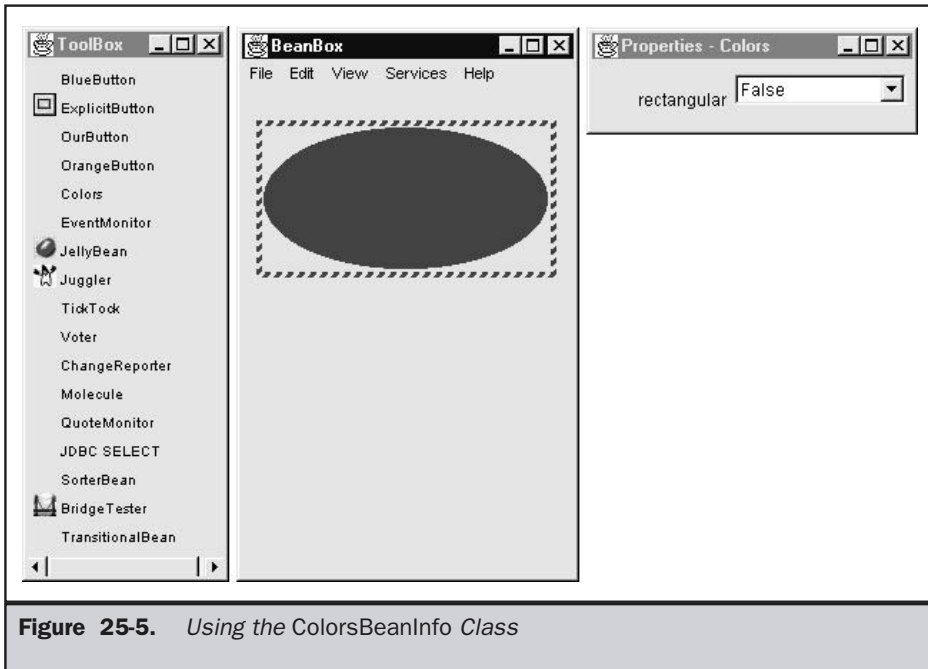 ToolBox
BlueButton
ExplicitButton
OurButton
OrangeButton
Colors
EventMonitor
JellyBean
Juggler
TickTock
Voter
ChangeReporter
Molecule
QuoteMonitor
JDBC SELECT
SorterBean
BridgeTester
TransitionalBean
BeanBox
File Edit View Services Help
Properties - Colors
rectangular False
Figure 25-5. Using the ColorsBeanInfo Class